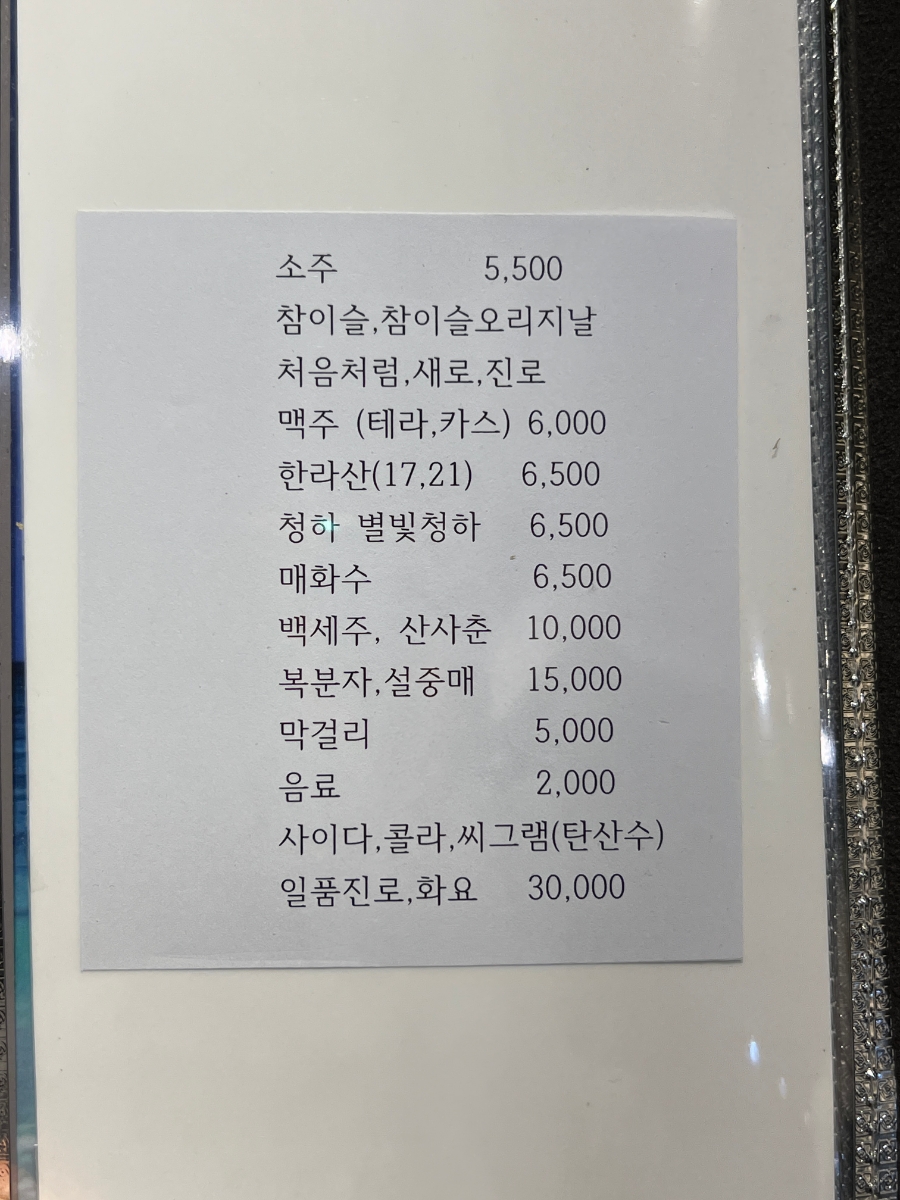 소주 5,500
참이슬,참이슬오리지날
처음처럼,새로,진로
맥주 (테라,카스) 6,000
한라산(17,21) 6,500
청하 별빛청하 6,500
매화수 6,500
백세주, 산사춘 10,000
복분자,설중매 15,000
막걸리 5,000
음료 2,000
사이다,콜라,씨그램(탄산수)
일품진로,화요 30,000